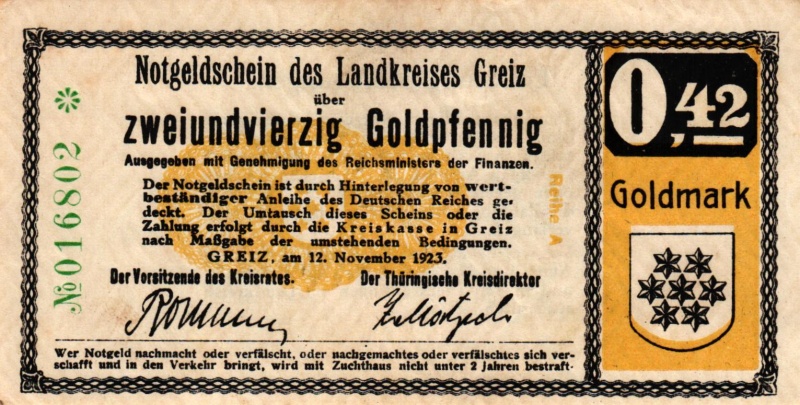 Notgeldschein des Landkreises Greiz
über
zweiundvierzig Goldpfennig
Ausgegeben mit Genehmigung des Reichsministers der Finanzen.
Der Notgeldschein ist durch Hinterlegung von wert-
beständiger Anleihe des Deutschen Reiches ge-
deckt. Der Umtausch dieses Scheins oder die
Zahlung erfolgt durch die Kreiskasse in Greiz
nach Maßgabe der umstehenden Bedingungen.
GREIZ, am 12. November 1923.
Der Vorsitzende des Kreisrates. Der Thüringische Kreisdirektor
Wer Notgeld nachmacht oder verfälscht, oder nachgemachtes oder verfälschtes sich ver-
schafft und in den Verkehr bringt, wird mit Zuchthaus nicht unter 2 Jahren bestraft.
№016802 *
Reihe A
0,42
Goldmark